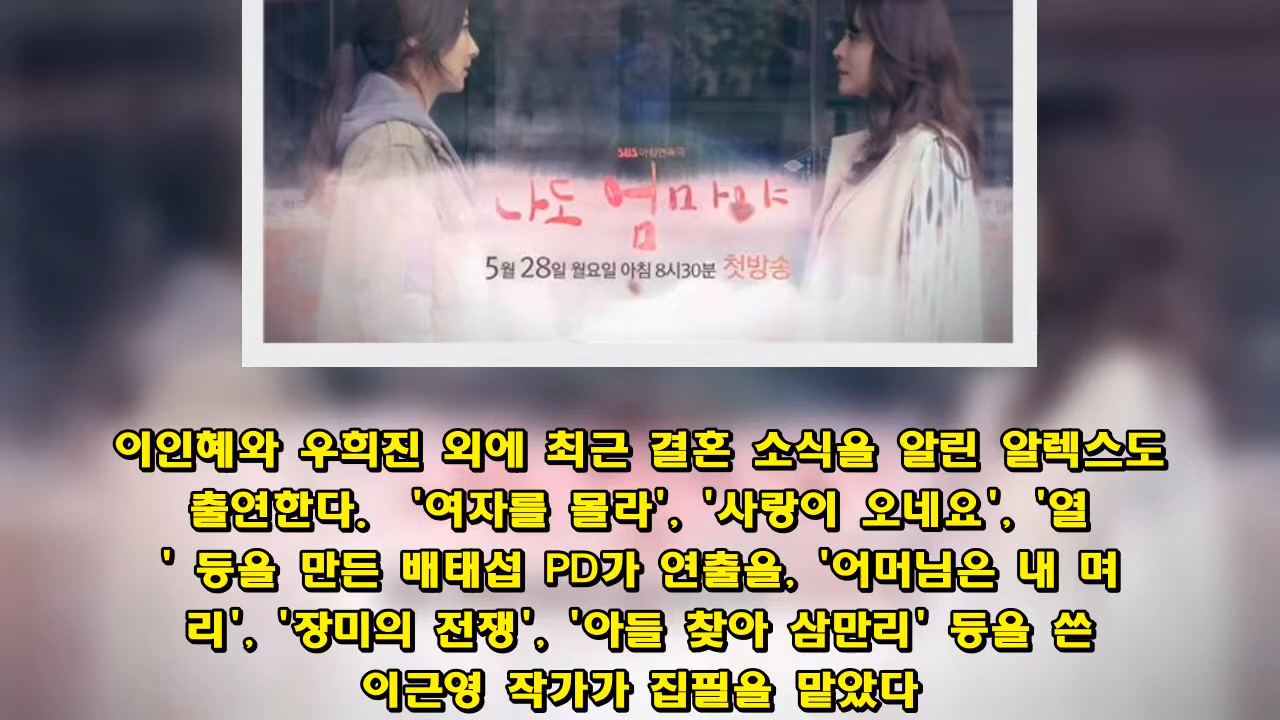 SBS 아침연속극
나도 엄마야
5월 28일 월요일 아침 8시30분 첫방송
이인혜와 우희진 외에 최근 결혼 소식을 알린 알렉스도
출연한다. '여자를 몰라', '사랑이 오네요', '열
' 등을 만든 배태섭 PD가 연출을, '어머님은 내 며
리', '장미의 전쟁', '아들 찾아 삼만리' 등을 쓴
이근영 작가가 집필을 맡았다